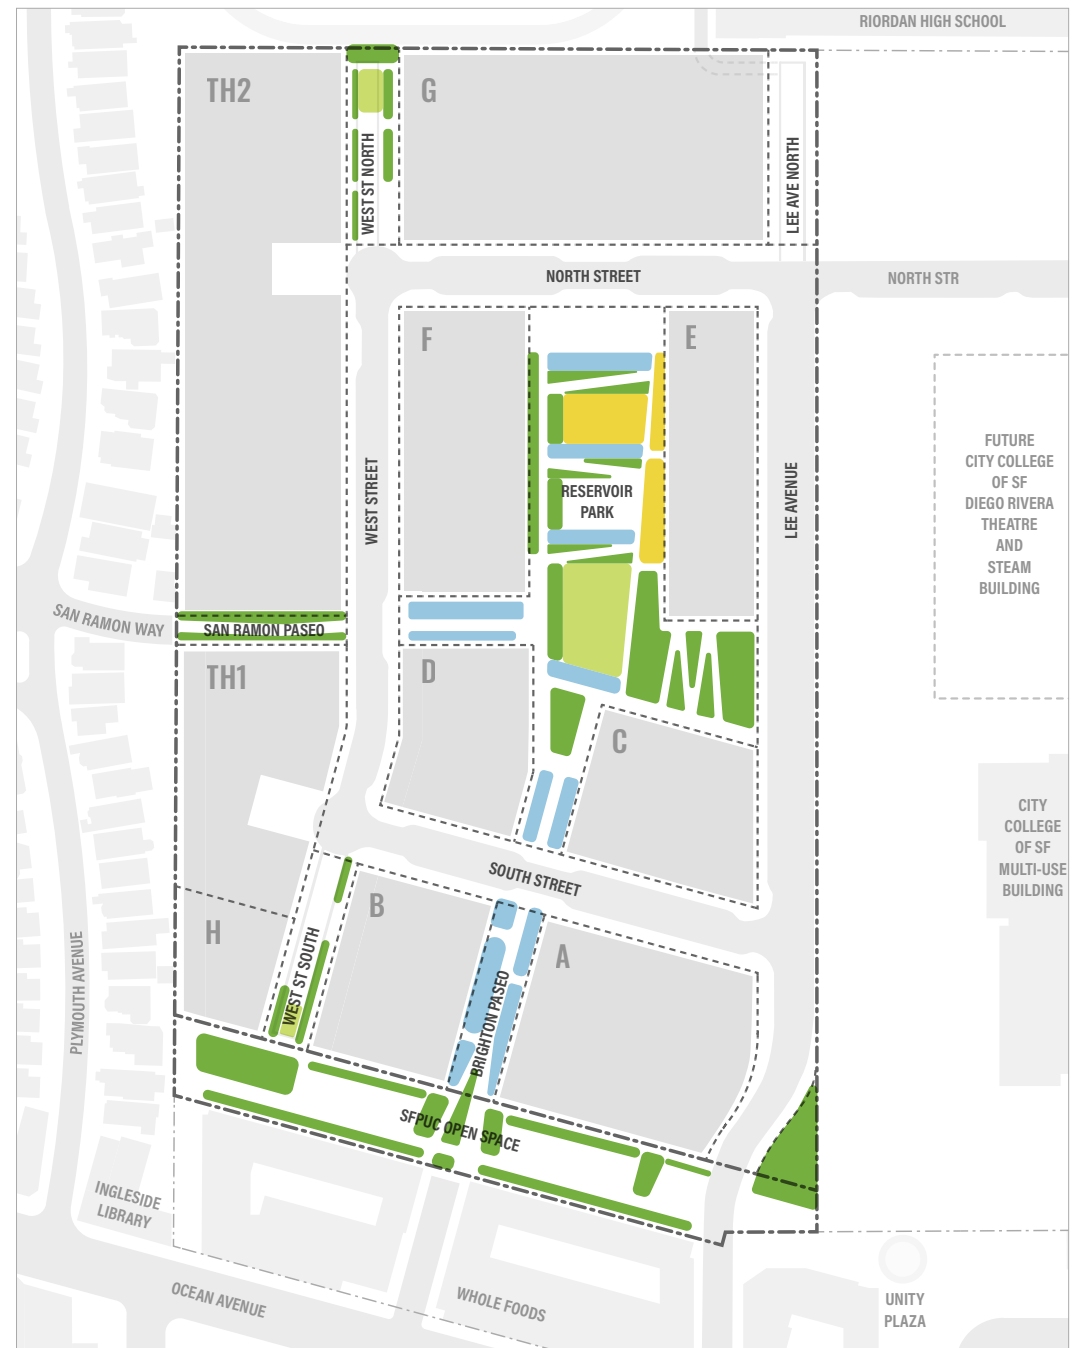 RIORDAN HIGH SCHOOL
TH2
G
WEST ST NORTH
LEE AVE NORTH
NORTH STREET
NORTH STR
F
E
FUTURE
CITY COLLEGE
OF SF
DIEGO RIVERA
THEATRE
AND
STEAM
BUILDING
WEST STREET
RESERVOIR
PARK
LEE AVENUE
SAN RAMON WAY
SAN RAMON PASEO
TH1
D
C
CITY
COLLEGE
OF SF
MULTI-USE
BUILDING
SOUTH STREET
B
H
A
WEST ST SOUTH
BRIGHTON PASEO
PLYMOUTH AVENUE
SFPUC OPEN SPACE
INGLESIDE
LIBRARY
OCEAN AVENUE
WHOLE FOODS
UNITY
PLAZA